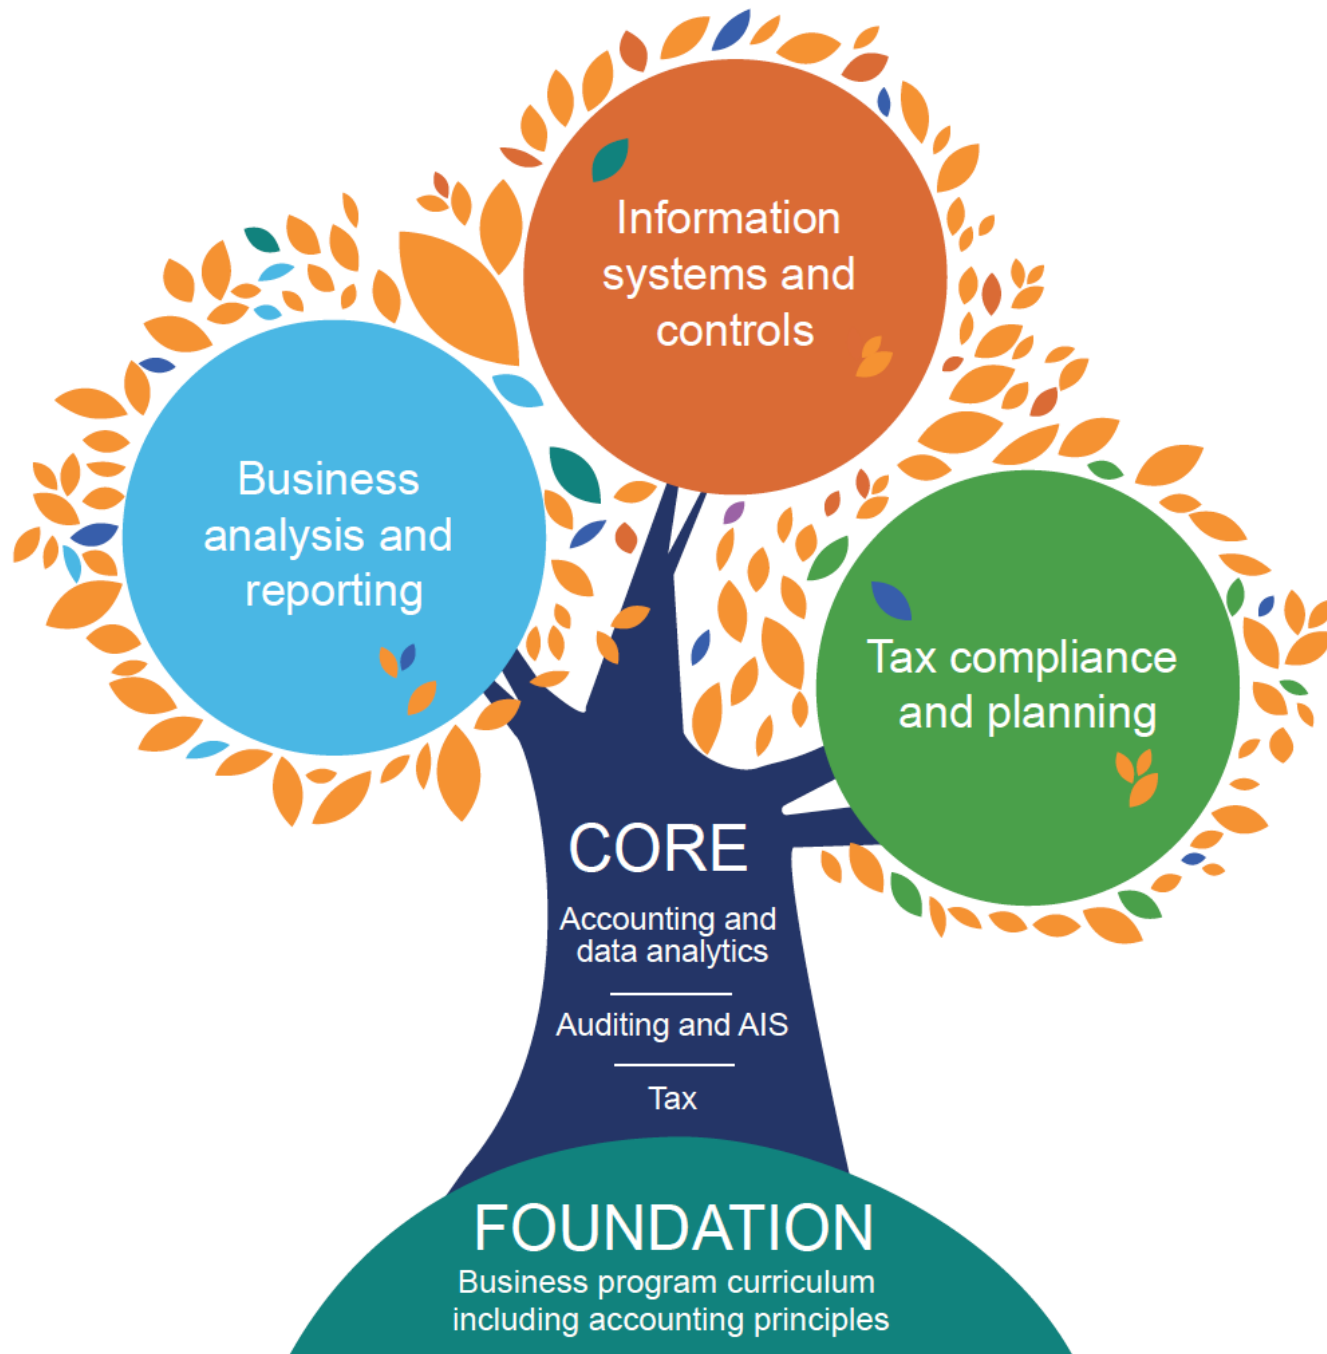 Information
systems and
controls
Business
analysis and
reporting
Tax compliance
and planning
CORE
Accounting and
data analytics
Auditing and AIS
Tax
FOUNDATION
Business program curriculum
including accounting principles